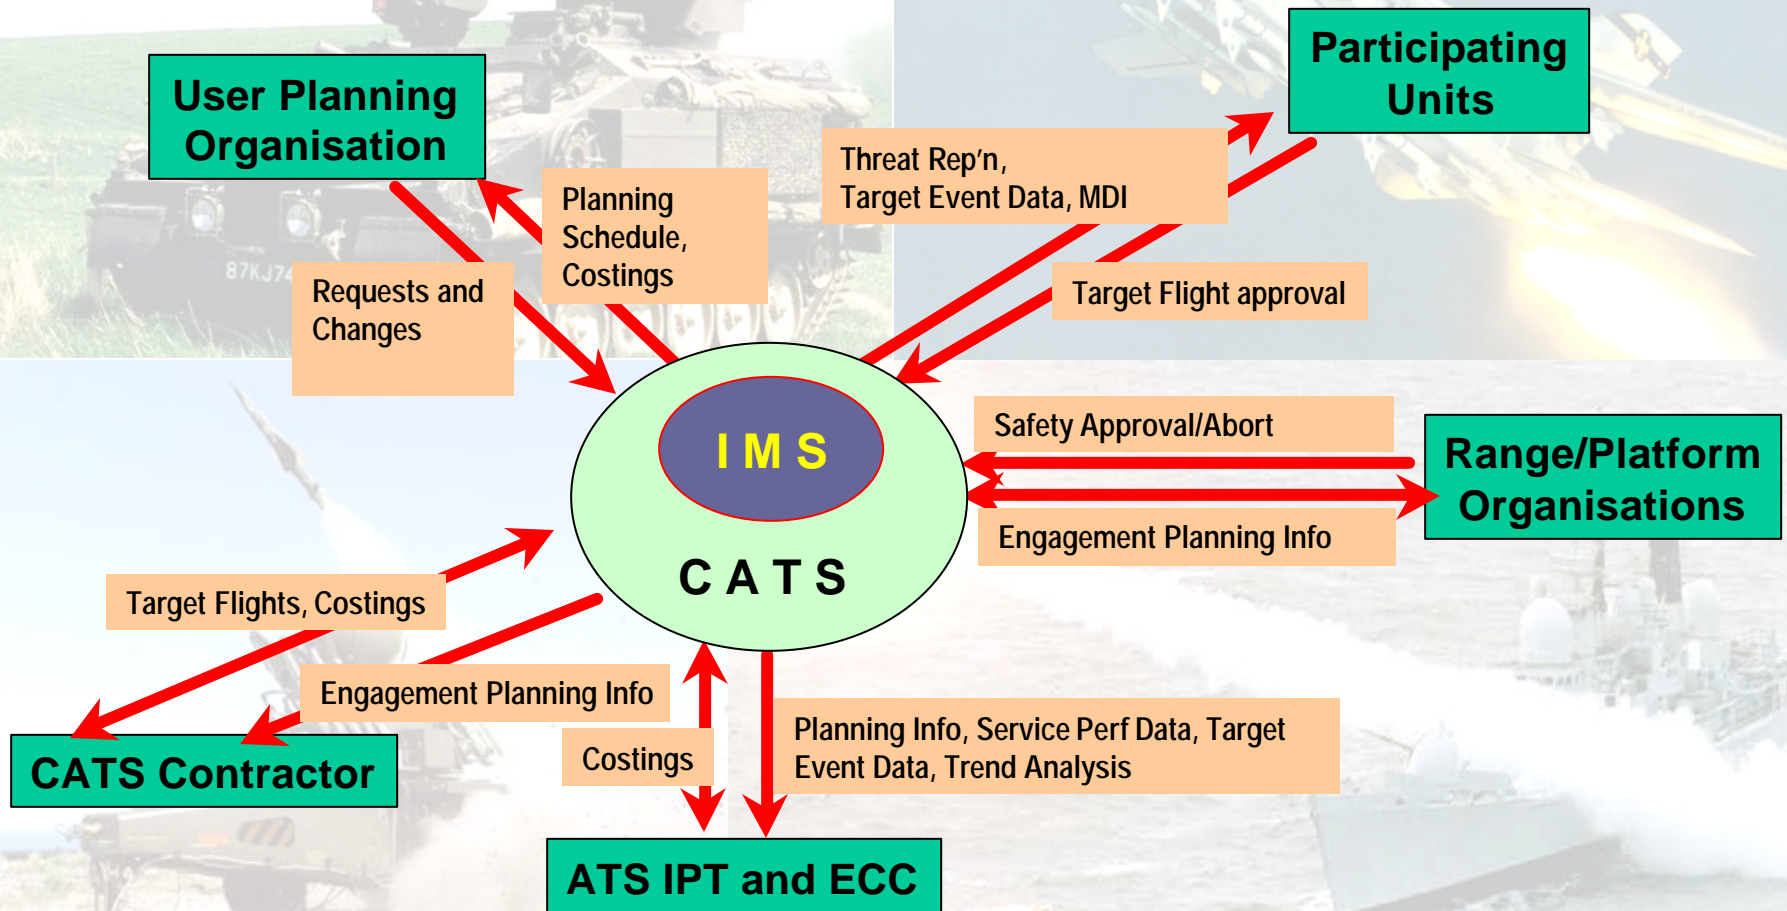 User Planning
Organisation
Participating
Units
Threat Rep’n,
Target Event Data, MDI
Planning
Schedule,
Costings
Requests and
Changes
Target Flight approval
87KJ74
I M S
C A T S
Safety Approval/Abort
Range/Platform
Organisations
Engagement Planning Info
Target Flights, Costings
Engagement Planning Info
CATS Contractor
Costings
Planning Info, Service Perf Data, Target
Event Data, Trend Analysis
ATS IPT and ECC